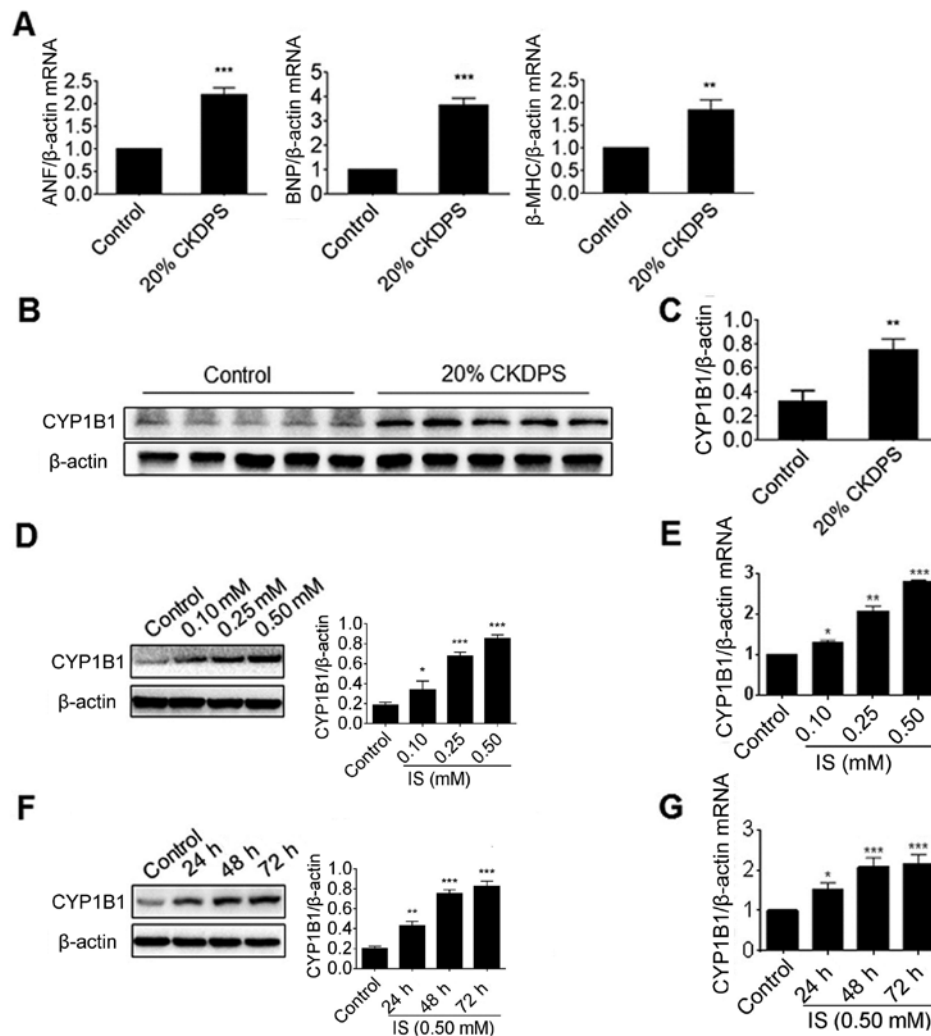 A
ANF/β-actin mRNA
2.5
2.0
1.5
1.0
0.5
0.0
***
Control
20% CKDPS
BNP/β-actin mRNA
5
4
3
2
1
0
***
Control
20% CKDPS
β-MHC/β-actin mRNA
2.5
2.0
1.5
1.0
0.5
0.0
**
Control
20% CKDPS
B
Control
20% CKDPS
CYP1B1
β-actin
C
CYP1B1/β-actin
1.0
0.8
0.6
0.4
0.2
0.0
**
Control
20% CKDPS
D
Control
0.10 mM
0.25 mM
0.50 mM
CYP1B1
β-actin
CYP1B1/β-actin
1.0
0.8
0.6
0.4
0.2
0.0
*
***
***
Control
0.10
0.25
0.50
IS (mM)
E
CYP1B1/β-actin mRNA
3
2
1
0
*
**
***
Control
0.10
0.25
0.50
IS (mM)
F
Control
24 h
48 h
72 h
CYP1B1
β-actin
CYP1B1/β-actin
1.0
0.8
0.6
0.4
0.2
0.0
**
***
***
Control
24 h
48 h
72 h
IS (0.50 mM)
G
CYP1B1/β-actin mRNA
3
2
1
0
*
***
***
Control
24 h
48 h
72 h
IS (0.50 mM)